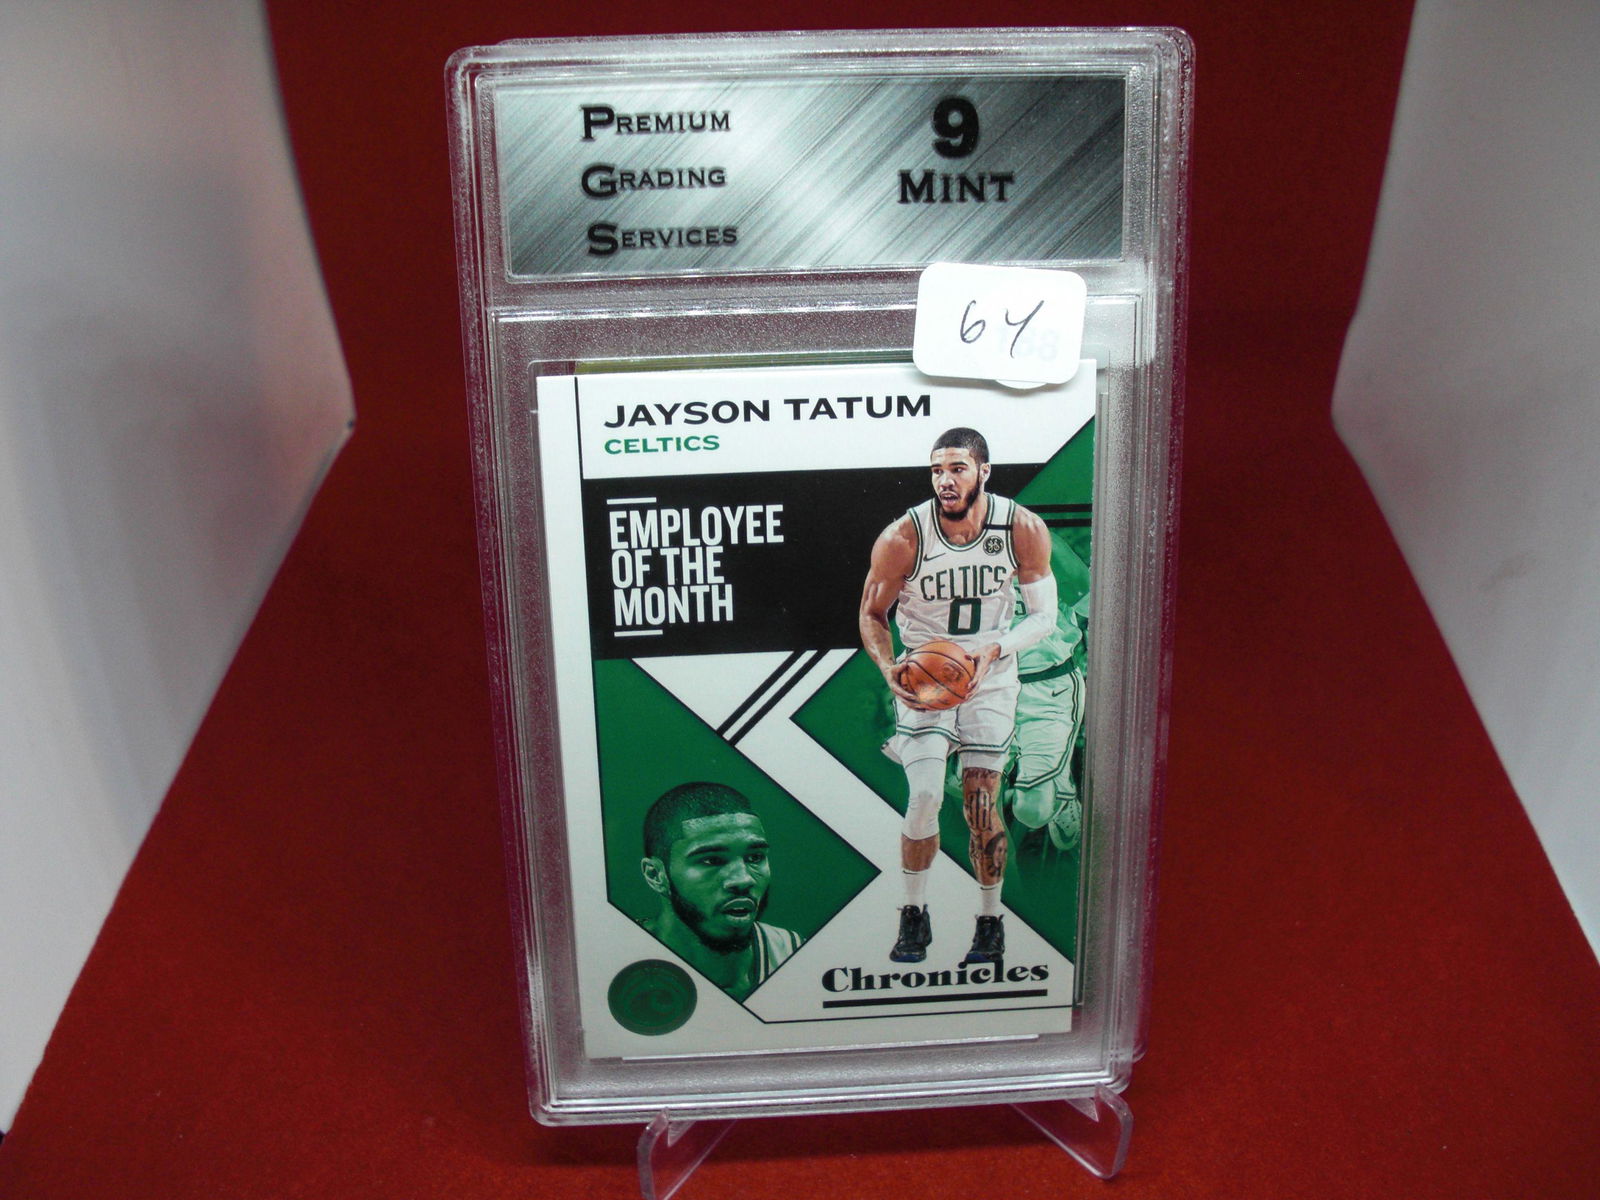 PREMIUM
GRADING
SERVICES
9
MINT
64
JAYSON TATUM
CELTICS
EMPLOYEE
OF THE
MONTH
CELTICS
0
Chronicles